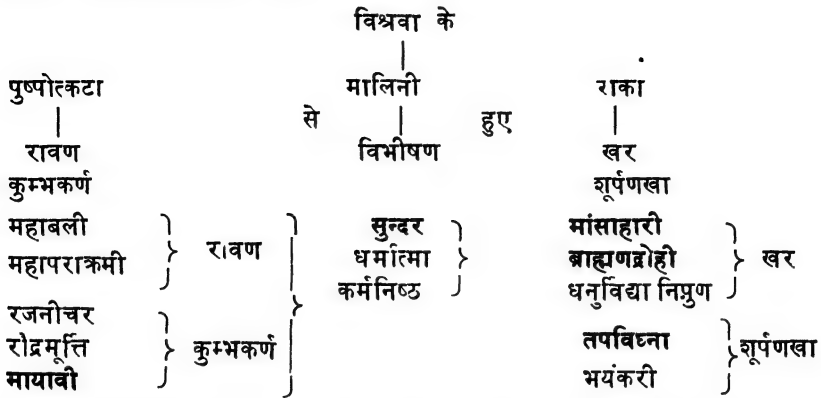 विश्रवा के
पुष्पोत्कटा मालिनी राका
से हुए
रावण विभीषण खर
कुम्भकर्ण शूर्पणखा
महाबली सुन्दर मांसाहारी
महापराक्रमी रावण धर्मात्मा ब्राह्मणद्रोही खर
कर्मनिष्ठ धनुर्विद्या निपुण
रजनीचर
रौद्रमूर्त्ति कुम्भकर्ण तपविघ्ना शूर्पणखा
मायावी भयंकरी